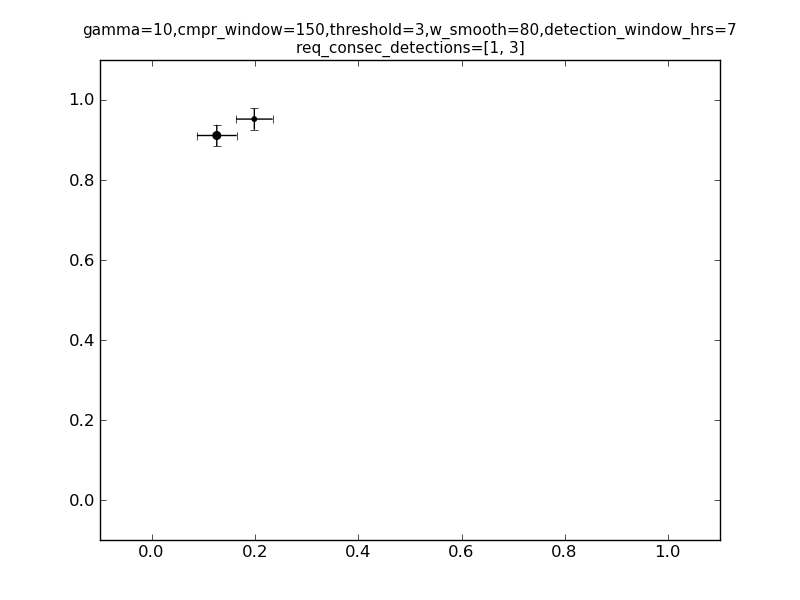 gamma=10,cmpr_window=150,threshold=3,w_smooth=80,detection_window_hrs=7
req_consec_detections=[1, 3]
1.0
0.8
0.6
0.4
0.2
0.0
0.0 0.2 0.4 0.6 0.8 1.0